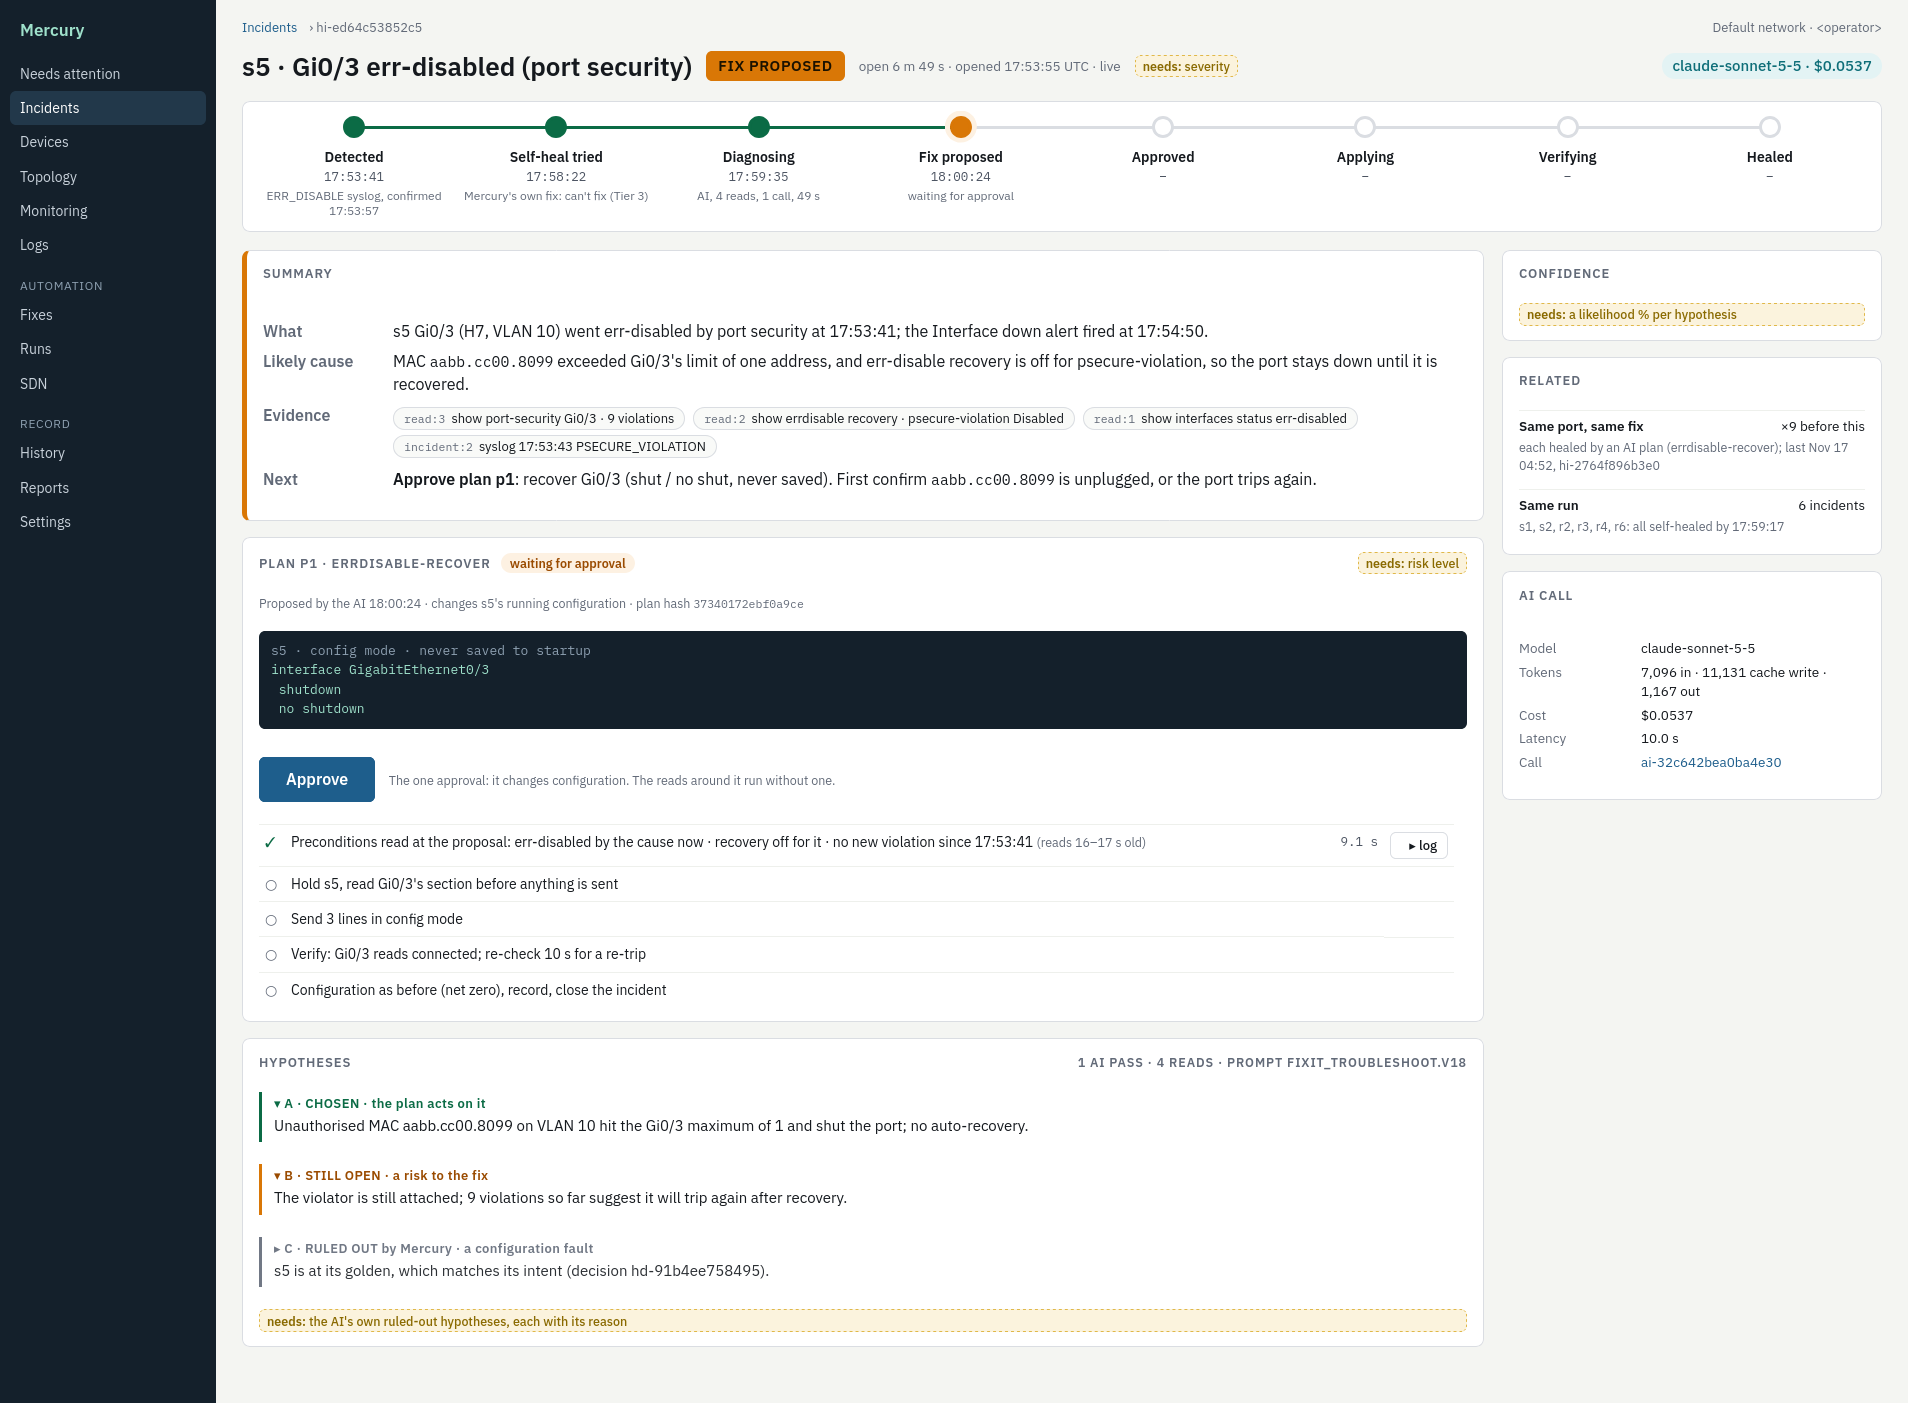 Mercury
Needs attention
Incidents
Devices
Topology
Monitoring
Logs
AUTOMATION
Fixes
Runs
SDN
RECORD
History
Reports
Settings
Incidents › hi-ed64c53852c5
Default network · <operator>
s5 · Gi0/3 err-disabled (port security) FIX PROPOSED open 6 m 49 s · opened 17:53:55 UTC · live needs: severity
claude-sonnet-5-5 · $0.0537
Detected
17:53:41
ERR_DISABLE syslog, confirmed
17:53:57
Self-heal tried
17:58:22
Mercury's own fix: can't fix (Tier 3)
Diagnosing
17:59:35
AI, 4 reads, 1 call, 49 s
Fix proposed
18:00:24
waiting for approval
Approved
–
Applying
–
Verifying
–
Healed
–
SUMMARY
What s5 Gi0/3 (H7, VLAN 10) went err-disabled by port security at 17:53:41; the Interface down alert fired at 17:54:50.
Likely cause MAC aabb.cc00.8099 exceeded Gi0/3's limit of one address, and err-disable recovery is off for psecure-violation, so the port stays down until it is
recovered.
Evidence read:3 show port-security Gi0/3 · 9 violations read:2 show errdisable recovery · psecure-violation Disabled read:1 show interfaces status err-disabled
incident:2 syslog 17:53:43 PSECURE_VIOLATION
Next Approve plan p1: recover Gi0/3 (shut / no shut, never saved). First confirm aabb.cc00.8099 is unplugged, or the port trips again.
PLAN P1 · ERRDISABLE-RECOVER waiting for approval needs: risk level
Proposed by the AI 18:00:24 · changes s5's running configuration · plan hash 37340172ebf0a9ce
s5 · config mode · never saved to startup
interface GigabitEthernet0/3
shutdown
no shutdown
Approve The one approval: it changes configuration. The reads around it run without one.
✓ Preconditions read at the proposal: err-disabled by the cause now · recovery off for it · no new violation since 17:53:41 (reads 16–17 s old) 9.1 s ▸ log
○ Hold s5, read Gi0/3's section before anything is sent
○ Send 3 lines in config mode
○ Verify: Gi0/3 reads connected; re-check 10 s for a re-trip
○ Configuration as before (net zero), record, close the incident
HYPOTHESES 1 AI PASS · 4 READS · PROMPT FIXIT_TROUBLESHOOT.V18
▾ A · CHOSEN · the plan acts on it
Unauthorised MAC aabb.cc00.8099 on VLAN 10 hit the Gi0/3 maximum of 1 and shut the port; no auto-recovery.
▾ B · STILL OPEN · a risk to the fix
The violator is still attached; 9 violations so far suggest it will trip again after recovery.
▸ C · RULED OUT by Mercury · a configuration fault
s5 is at its golden, which matches its intent (decision hd-91b4ee758495).
needs: the AI's own ruled-out hypotheses, each with its reason
CONFIDENCE
needs: a likelihood % per hypothesis
RELATED
Same port, same fix ×9 before this
each healed by an AI plan (errdisable-recover); last Nov 17
04:52, hi-2764f896b3e0
Same run 6 incidents
s1, s2, r2, r3, r4, r6: all self-healed by 17:59:17
AI CALL
Model claude-sonnet-5-5
Tokens 7,096 in · 11,131 cache write ·
1,167 out
Cost $0.0537
Latency 10.0 s
Call ai-32c642bea0ba4e30